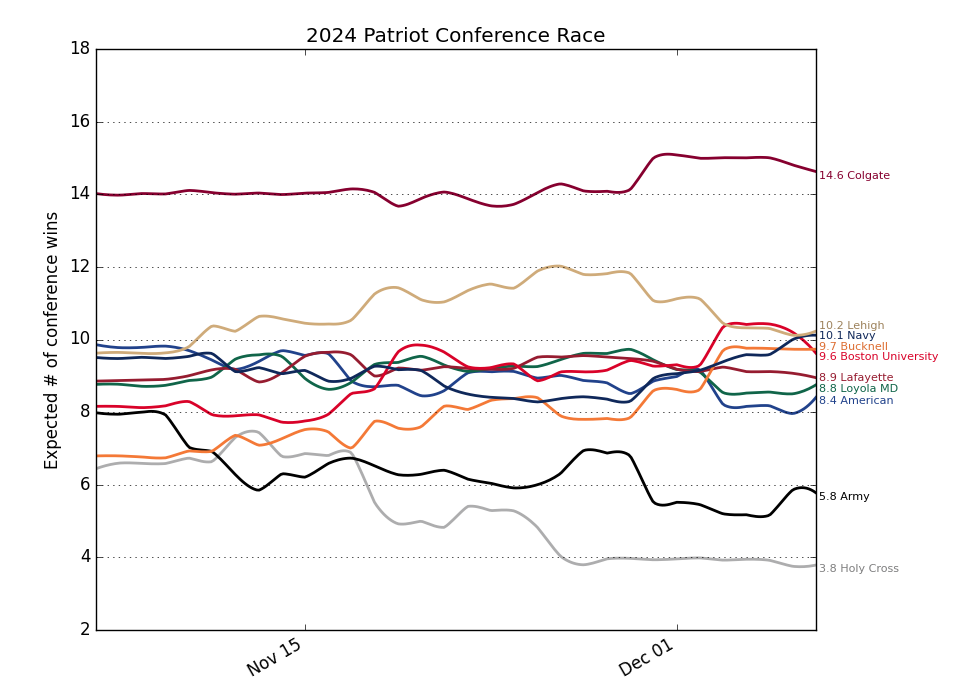 2024 Patriot Conference Race
Expected # of conference wins
18
16
14
12
10
8
6
4
2
Nov 15
Dec 01
14.6 Colgate
10.2 Lehigh
10.1 Navy
9.7 Bucknell
9.6 Boston University
8.9 Lafayette
8.8 Loyola MD
8.4 American
5.8 Army
3.8 Holy Cross